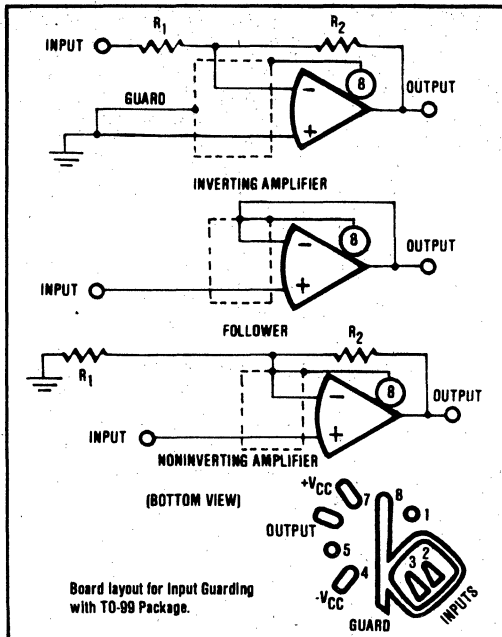 R1
R2
INPUT
GUARD
8
OUTPUT
−
+
INVERTING AMPLIFIER
8
OUTPUT
−
+
INPUT
FOLLOWER
R1
R2
8
OUTPUT
−
+
INPUT
NONINVERTING AMPLIFIER
(BOTTOM VIEW)
+VCC
7
8
1
OUTPUT
5
3 2
4
-VCC
INPUTS
GUARD
Board layout for Input Guarding
with TO-99 Package.